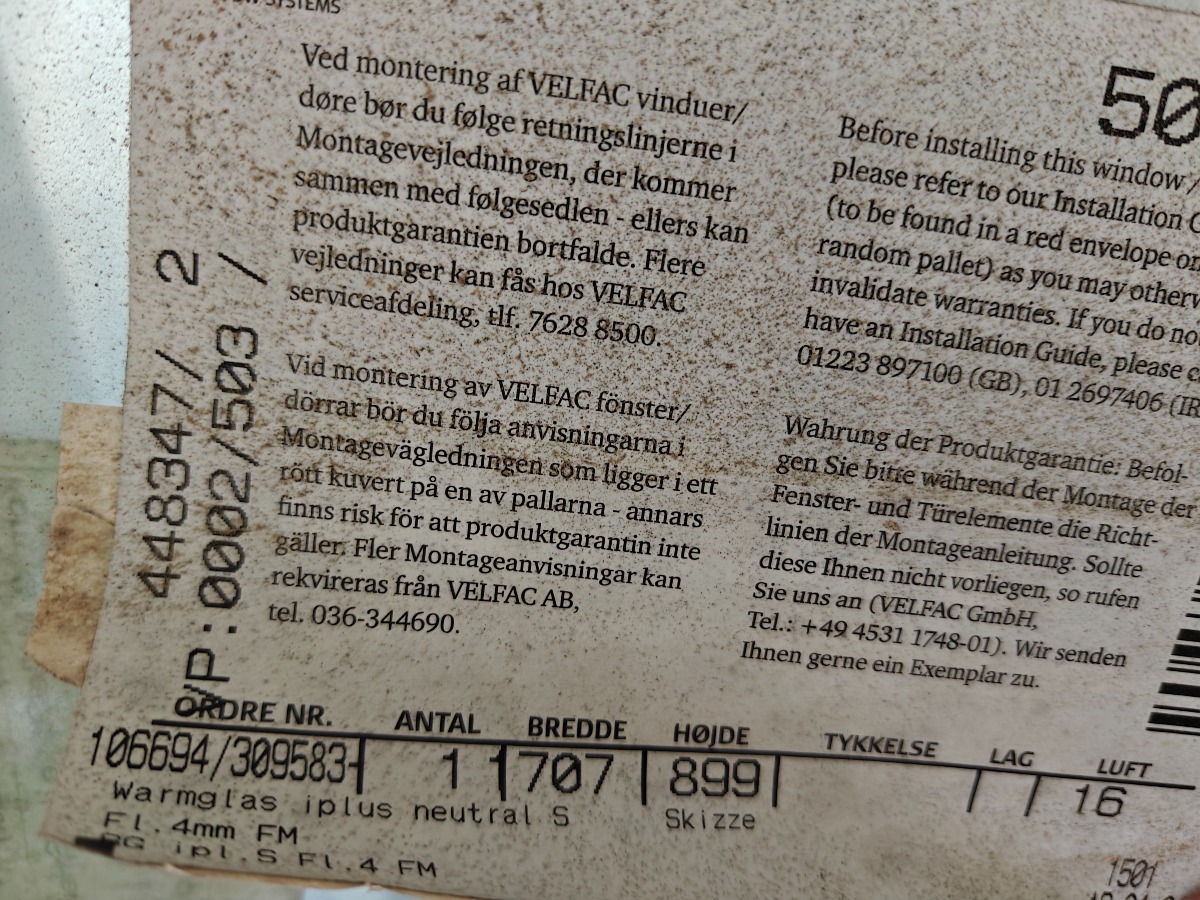 SYSTEMS
Ved montering af VELFAC vinduer/
døre bør du følge retningslinjerne i
Montagevejledningen, der kommer
sammen med følgesedlen - ellers kan
produktgarantien bortfalde. Flere
vejledninger kan fås hos VELFAC
serviceafdeling, tlf. 7628 8500.
Vid montering av VELFAC fönster/
dörrar bör du följa anvisningarna i
Montagevägledningen som ligger i ett
rött kuvert på en av pallarna - annars
finns risk för att produktgarantin inte
gäller. Fler Montageanvisningar kan
rekvireras från VELFAC AB,
tel. 036-344690.
50
Before installing this window/
please refer to our Installation
(to be found in a red envelope on
random pallet) as you may otherw
invalidate warranties. If you do no
have an Installation Guide, please c
01223 897100 (GB), 01 2697406 (IR
Wahrung der Produktgarantie: Befol-
gen Sie bitte während der Montage der
Fenster- und Türelemente die Richt-
linien der Montageanleitung. Sollte
diese Ihnen nicht vorliegen, so rufen
Sie uns an (VELFAC GmbH,
Tel.: +49 4531 1748-01). Wir senden
Ihnen gerne ein Exemplar zu.
448347/ 2
VP:0002/503 /
ORDRE NR. ANTAL BREDDE HØJDE TYKKELSE LAG LUFT
106694/309583 1 707 899 16
Warmglas iplus neutral S Skizze
Fl.4mm FM
ipl.S Fl.4 FM
1501